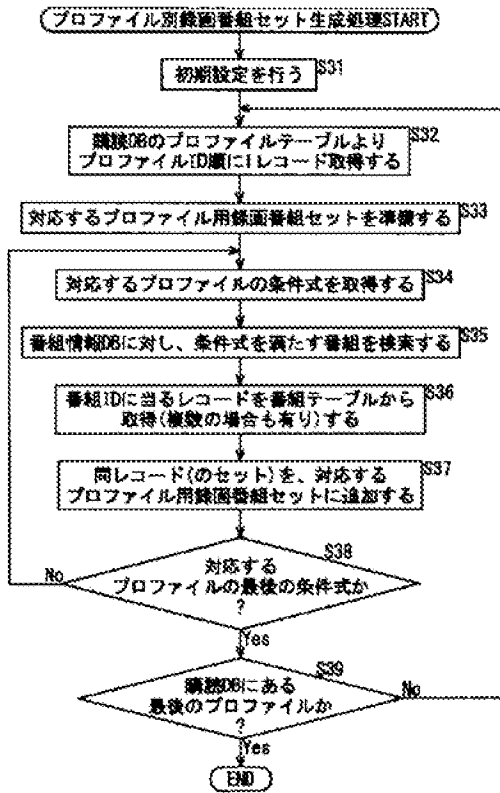 プロファイル別録画番組セット生成処理START
初期設定を行う
S31
購読DBのプロファイルテーブルより
プロファイルID順に1レコード取得する
S32
対応するプロファイル用録画番組セットを準備する
S33
対応するプロファイルの条件式を取得する
S34
番組情報DBに対し、条件式を満たす番組を検索する
S35
番組IDに当るレコードを番組テーブルから
取得(複数の場合も有り)する
S36
同レコード(のセット)を、対応する
プロファイル用録画番組セットに追加する
S37
S38
対応する
プロファイルの最後の条件式か
?
No
Yes
S39
購読DBにある
最後のプロファイルか
?
No
Yes
END